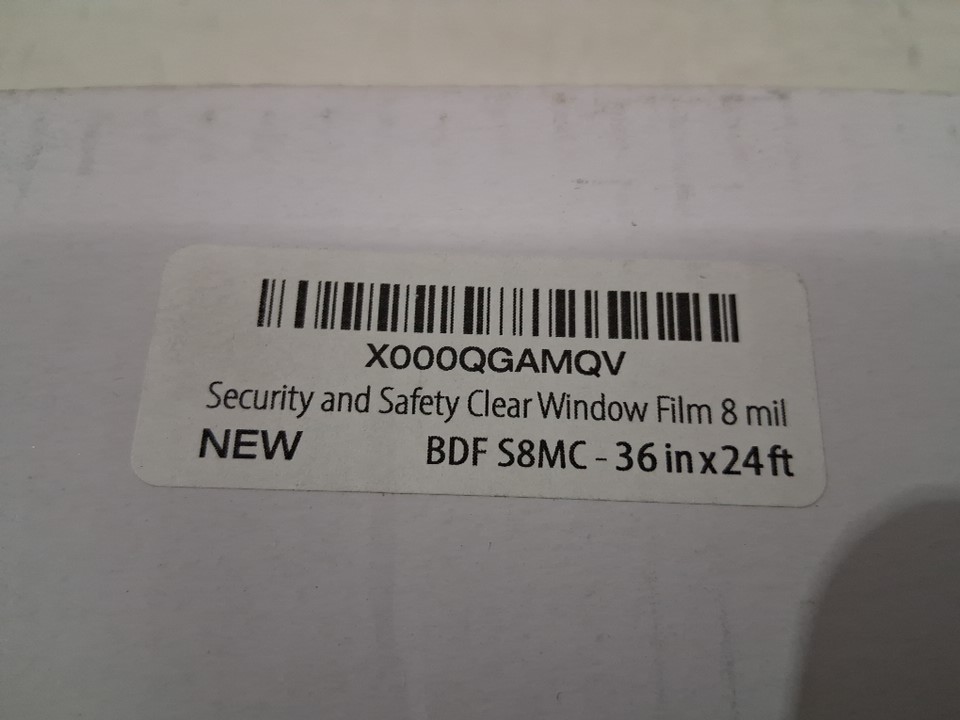 X000QGAMQV
Security and Safety Clear Window Film 8 mil
NEW BDF S8MC - 36 in x 24 ft